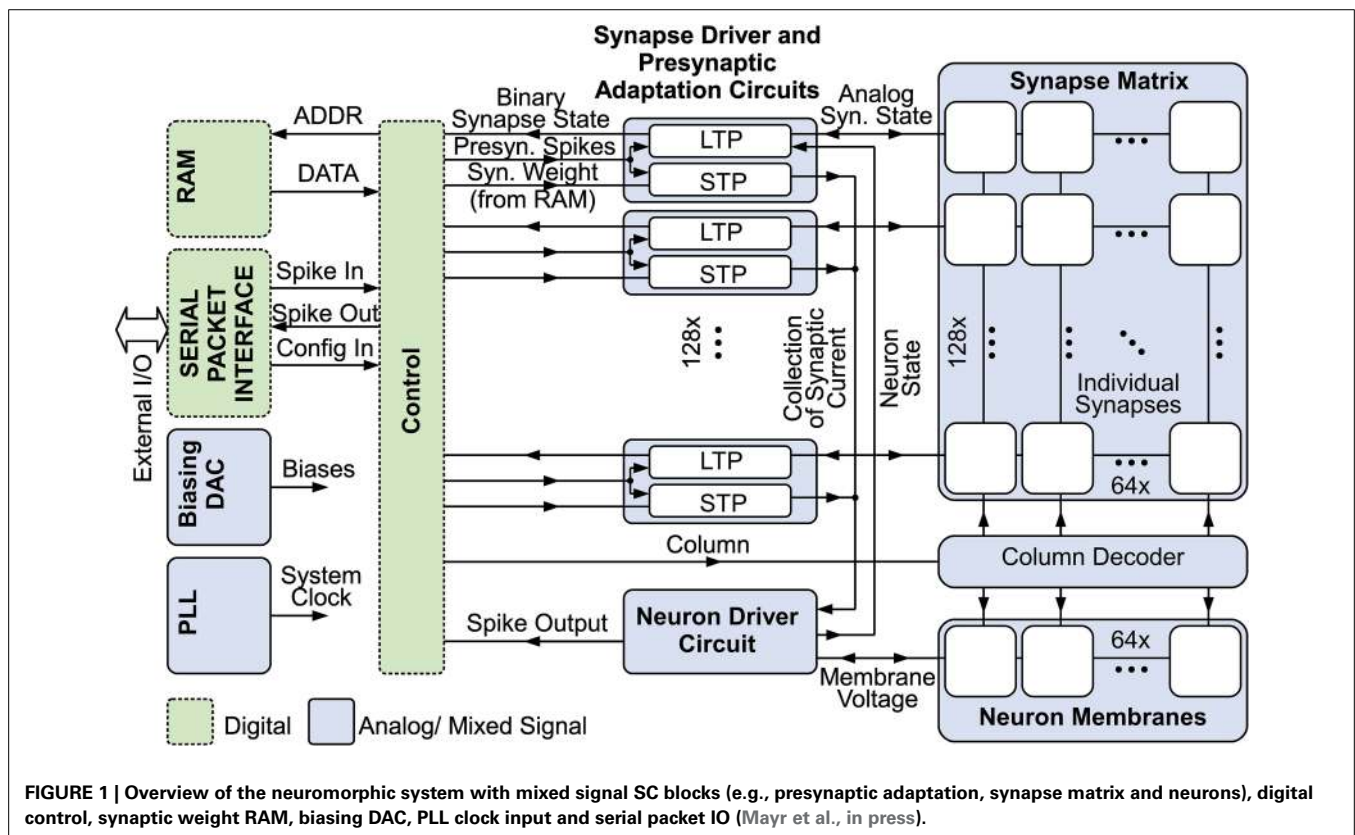 Synapse Driver and
Presynaptic
Adaptation Circuits
Synapse Matrix
Binary
Synapse State
Analog
Syn. State
ADDR
LTP
Presyn. Spikes
RAM
DATA
Syn. Weight
(from RAM)
STP
LTP
STP
SERIAL
PACKET
INTERFACE
Spike In
Spike Out
Config In
External I/O
Control
128x
Collection
of Synaptic
Current
Neuron
State
128x
Individual
Synapses
Biasing
DAC
Biases
LTP
STP
64x
Column
Column Decoder
PLL
System
Clock
Spike Output
Neuron Driver
Circuit
64x
Membrane
Voltage
Neuron Membranes
Digital
Analog/ Mixed Signal
FIGURE 1 | Overview of the neuromorphic system with mixed signal SC blocks (e.g., presynaptic adaptation, synapse matrix and neurons), digital
control, synaptic weight RAM, biasing DAC, PLL clock input and serial packet IO (Mayr et al., in press).